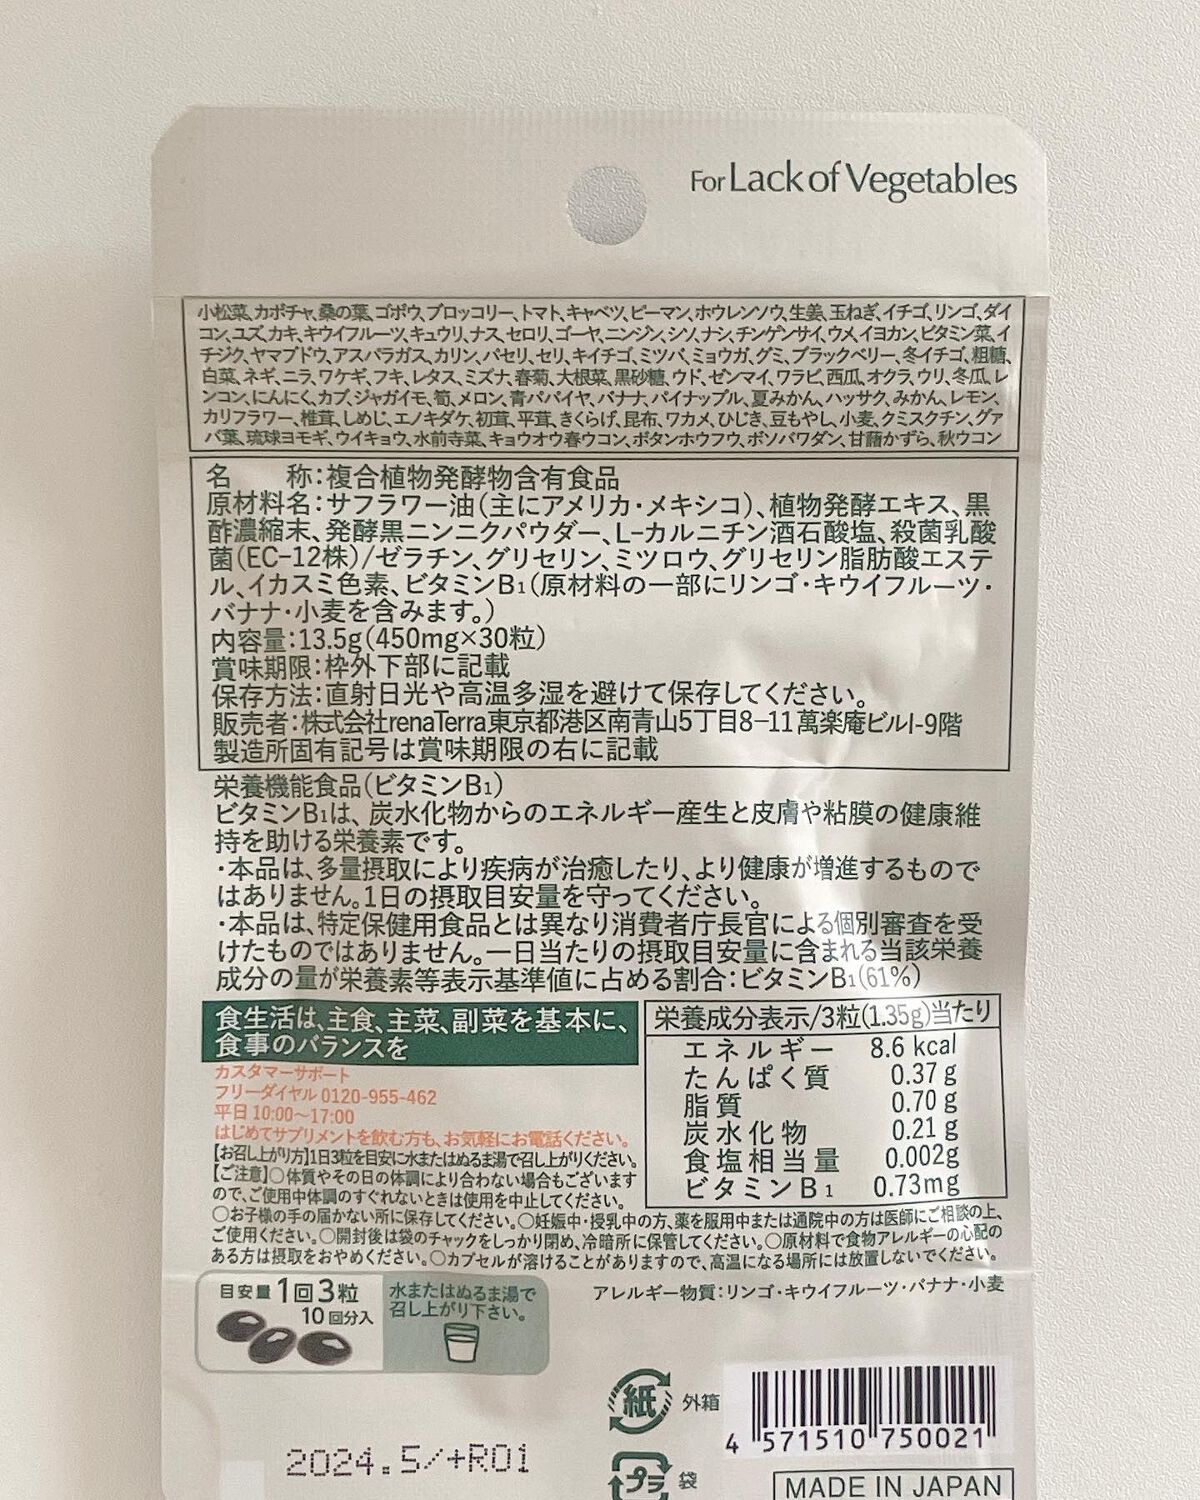 For Lack of Vegetables
小松菜、カボチャ、桑の葉、ゴボウ、ブロッコリー、トマト、キャベツ、ピーマン、ホウレンソウ、生姜、玉ねぎ、イチゴ、リンゴ、ダイ
コン、ユズ、カキ、キウイフルーツ、キュウリ、ナス、セロリ、ゴーヤ、ニンジン、シソ、ナシ、チンゲンサイ、ウメ、イヨカン、ビタミン菜、イ
チジク、ヤマブドウ、アスパラガス、カリン、パセリ、セリ、キイチゴ、ミツバ、ミョウガ、グミ、ブラックベリー、冬イチゴ、粗糖、
白菜、ネギ、ニラ、ワケギ、フキ、レタス、ミズナ、春菊、大根菜、黒砂糖、ウド、ゼンマイ、ワラビ、西瓜、オクラ、ウリ、冬瓜、レ
ンコン、にんにく、カブ、ジャガイモ、筍、メロン、青パパイヤ、バナナ、パイナップル、夏みかん、ハッサク、みかん、レモン、
カリフラワー、椎茸、しめじ、エノキダケ、初茸、平茸、きくらげ、昆布、ワカメ、ひじき、豆もやし、小麦、クミスクチン、グァ
バ葉、琉球ヨモギ、ウイキョウ、水前寺菜、キョウオウ春ウコン、ボタンホウフウ、ボソバワダン、甘藷かずら、秋ウコン
名　　称：複合植物発酵物含有食品
原材料名：サフラワー油（主にアメリカ・メキシコ）、植物発酵エキス、黒
酢濃縮末、発酵黒ニンニクパウダー、L-カルニチン酒石酸塩、殺菌乳酸
菌（EC-12株）/ゼラチン、グリセリン、ミツロウ、グリセリン脂肪酸エステ
ル、イカスミ色素、ビタミンB1（原材料の一部にリンゴ・キウイフルーツ・
バナナ・小麦を含みます。）
内容量：13.5g（450mg×30粒）
賞味期限：枠外下部に記載
保存方法：直射日光や高温多湿を避けて保存してください。
販売者：株式会社renaTerra東京都港区南青山5丁目8-11萬楽庵ビルI-9階
製造所固有記号は賞味期限の右に記載
栄養機能食品（ビタミンB1）
ビタミンB1は、炭水化物からのエネルギー産生と皮膚や粘膜の健康維
持を助ける栄養素です。
・本品は、多量摂取により疾病が治癒したり、より健康が増進するもので
はありません。1日の摂取目安量を守ってください。
・本品は、特定保健用食品とは異なり消費者庁長官による個別審査を受
けたものではありません。一日当たりの摂取目安量に含まれる当該栄養
成分の量が栄養素等表示基準値に占める割合：ビタミンB1（61%）
食生活は、主食、主菜、副菜を基本に、
食事のバランスを
カスタマーサポート
フリーダイヤル 0120-955-462
平日 10:00〜17:00
はじめてサプリメントを飲む方も、お気軽にお電話ください。
【お召し上がり方】1日3粒を目安に水またはぬるま湯で召し上がりください。
【ご注意】○体質やその日の体調により合わない場合もございます
ので、ご使用中体調のすぐれないときは使用を中止してください。
栄養成分表示/3粒(1.35g)当たり
エネルギー 8.6 kcal
たんぱく質 0.37 g
脂質 0.70 g
炭水化物 0.21 g
食塩相当量 0.002g
ビタミンB1 0.73mg
○お子様の手の届かない所に保存してください。○妊娠中・授乳中の方、薬を服用中または通院中の方は医師にご相談の上、
ご使用ください。○開封後は袋のチャックをしっかり閉め、冷暗所に保管してください。○原材料で食物アレルギーの心配の
ある方は摂取をおやめください。○カプセルが溶けることがありますので、高温になる場所には放置しないでください。
アレルギー物質：リンゴ・キウイフルーツ・バナナ・小麦
目安量 1回3粒
10回分入
水またはぬるま湯で
召し上がり下さい。
紙 外箱
プラ 袋
4 571510 750021
2024.5/+R01
MADE IN JAPAN